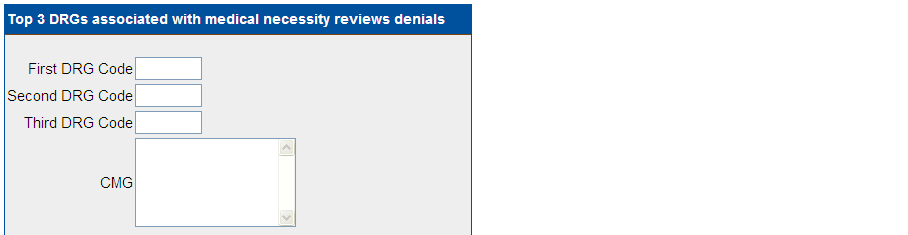 Top 3 DRGs associated with medical necessity reviews denials
First DRG Code
Second DRG Code
Third DRG Code
CMG